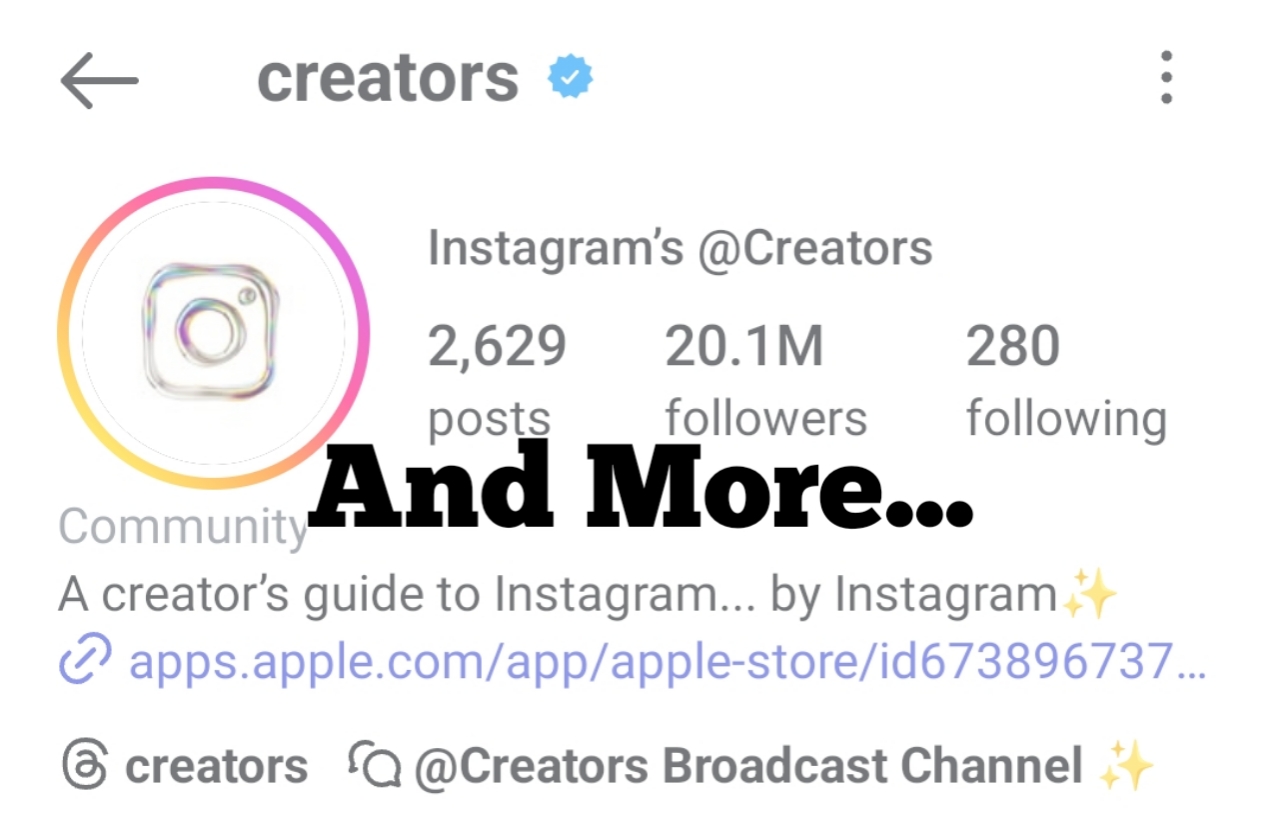 creators
Instagram’s @Creators
2,629 20.1M 280
posts followers following
And More...
Community
A creator’s guide to Instagram... by Instagram✨
apps.apple.com/app/apple-store/id673896737...
creators @Creators Broadcast Channel ✨